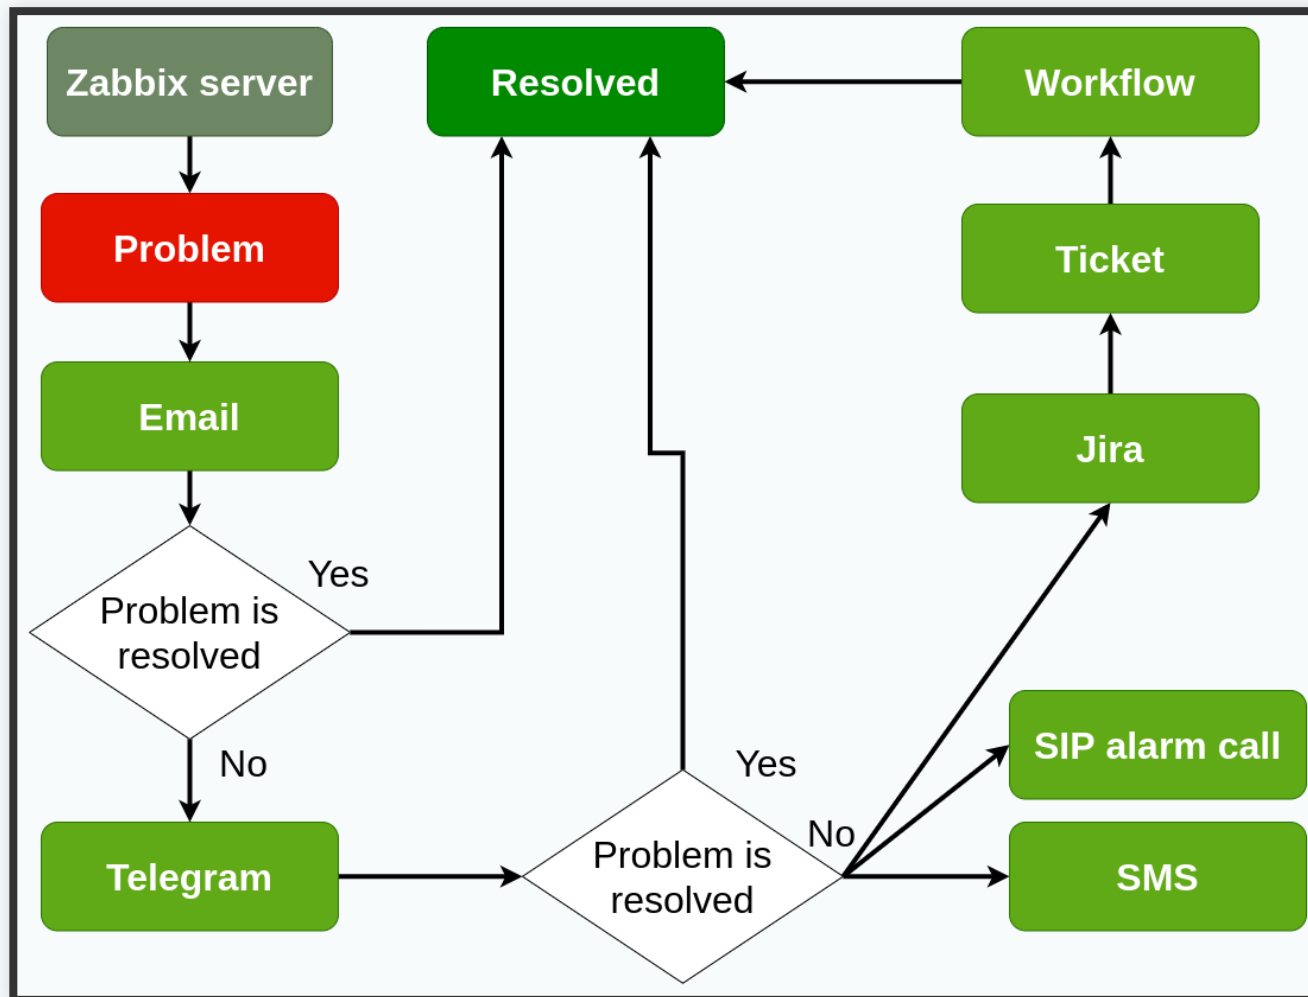 Zabbix server
Resolved
Workflow
Problem
Ticket
Email
Jira
Yes
Problem is
resolved
No
Telegram
Yes
No
Problem is
resolved
SIP alarm call
SMS